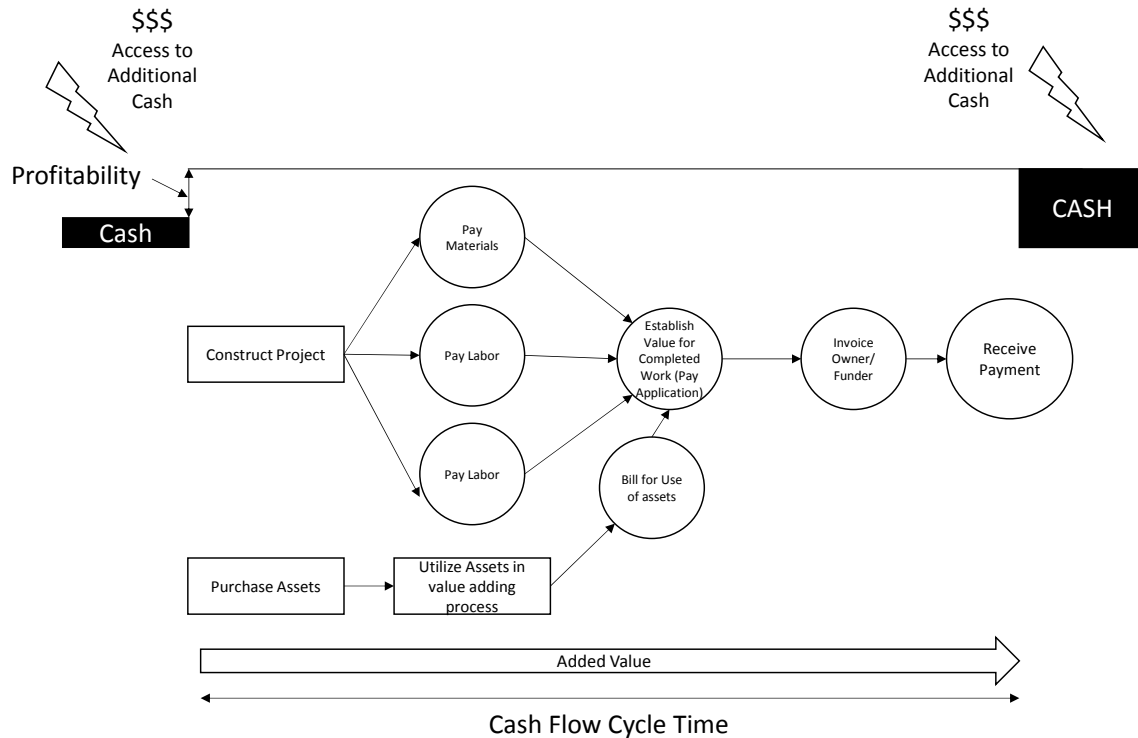 $$$
Access to
Additional
Cash
$$$
Access to
Additional
Cash
Profitability
Cash
CASH
Pay
Materials
Construct Project
Pay Labor
Establish
Value for
Completed
Work (Pay
Application)
Invoice
Owner/
Funder
Receive
Payment
Pay Labor
Bill for Use
of assets
Purchase Assets
Utilize Assets in
value adding
process
Added Value
Cash Flow Cycle Time